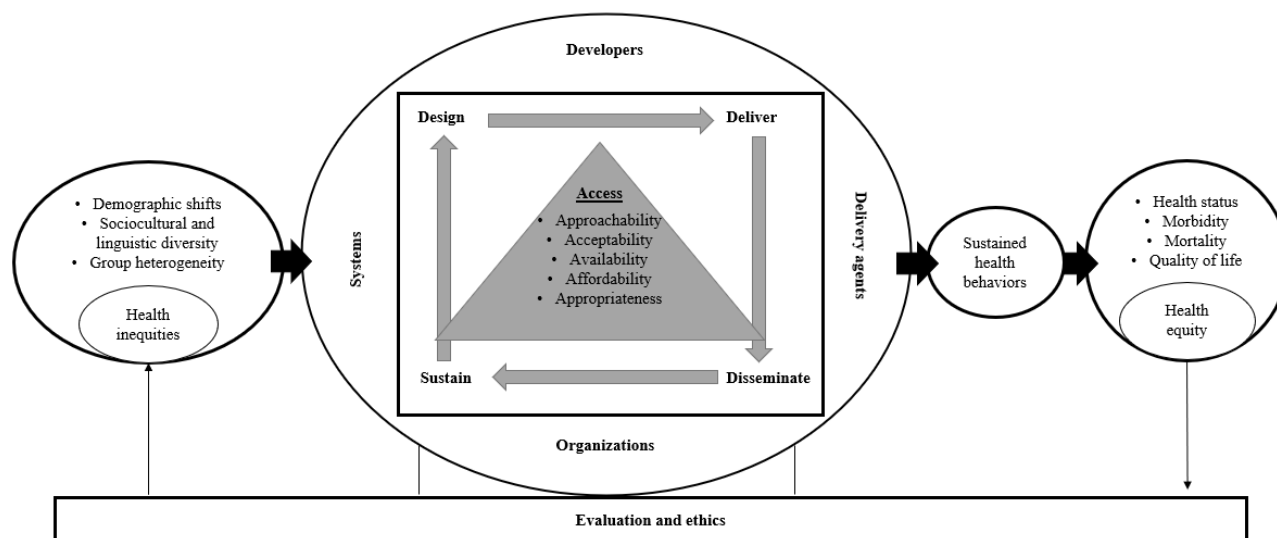 Developers
Design
Deliver
Access
• Approachability
• Acceptability
• Availability
• Affordability
• Appropriateness
Sustain
Disseminate
Systems
Delivery agents
Organizations
• Demographic shifts
• Sociocultural and
linguistic diversity
• Group heterogeneity
Health
inequities
Sustained
health
behaviors
• Health status
• Morbidity
• Mortality
• Quality of life
Health
equity
Evaluation and ethics